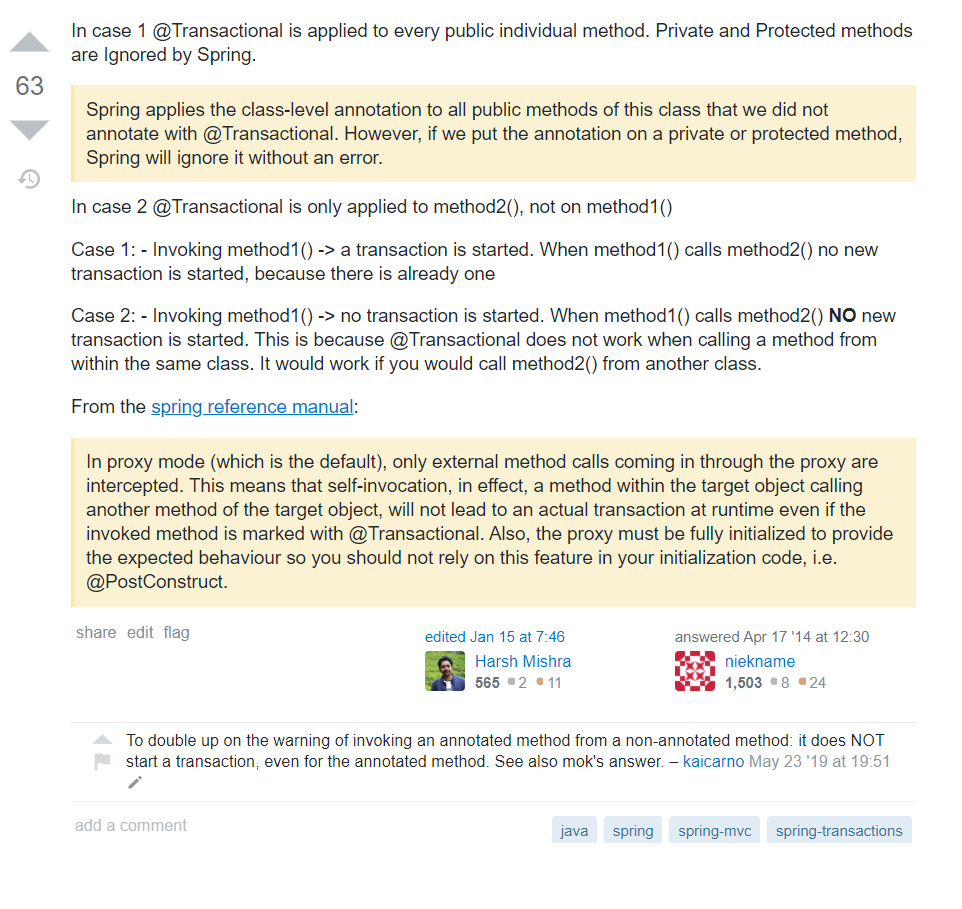 In case 1 @Transactional is applied to every public individual method. Private and Protected methods
are Ignored by Spring.
63
Spring applies the class-level annotation to all public methods of this class that we did not
annotate with @Transactional. However, if we put the annotation on a private or protected method,
Spring will ignore it without an error.
In case 2 @Transactional is only applied to method2(), not on method1()
Case 1: - Invoking method1() -> a transaction is started. When method1() calls method2() no new
transaction is started, because there is already one
Case 2: - Invoking method1() -> no transaction is started. When method1() calls method2() NO new
transaction is started. This is because @Transactional does not work when calling a method from
within the same class. It would work if you would call method2() from another class.
From the spring reference manual:
In proxy mode (which is the default), only external method calls coming in through the proxy are
intercepted. This means that self-invocation, in effect, a method within the target object calling
another method of the target object, will not lead to an actual transaction at runtime even if the
invoked method is marked with @Transactional. Also, the proxy must be fully initialized to provide
the expected behaviour so you should not rely on this feature in your initialization code, i.e.
@PostConstruct.
share edit flag
edited Jan 15 at 7:46
Harsh Mishra
565 2 11
answered Apr 17 '14 at 12:30
niekname
1,503 8 24
To double up on the warning of invoking an annotated method from a non-annotated method: it does NOT
start a transaction, even for the annotated method. See also mok's answer. – kaicarno May 23 '19 at 19:51
add a comment
java spring spring-mvc spring-transactions